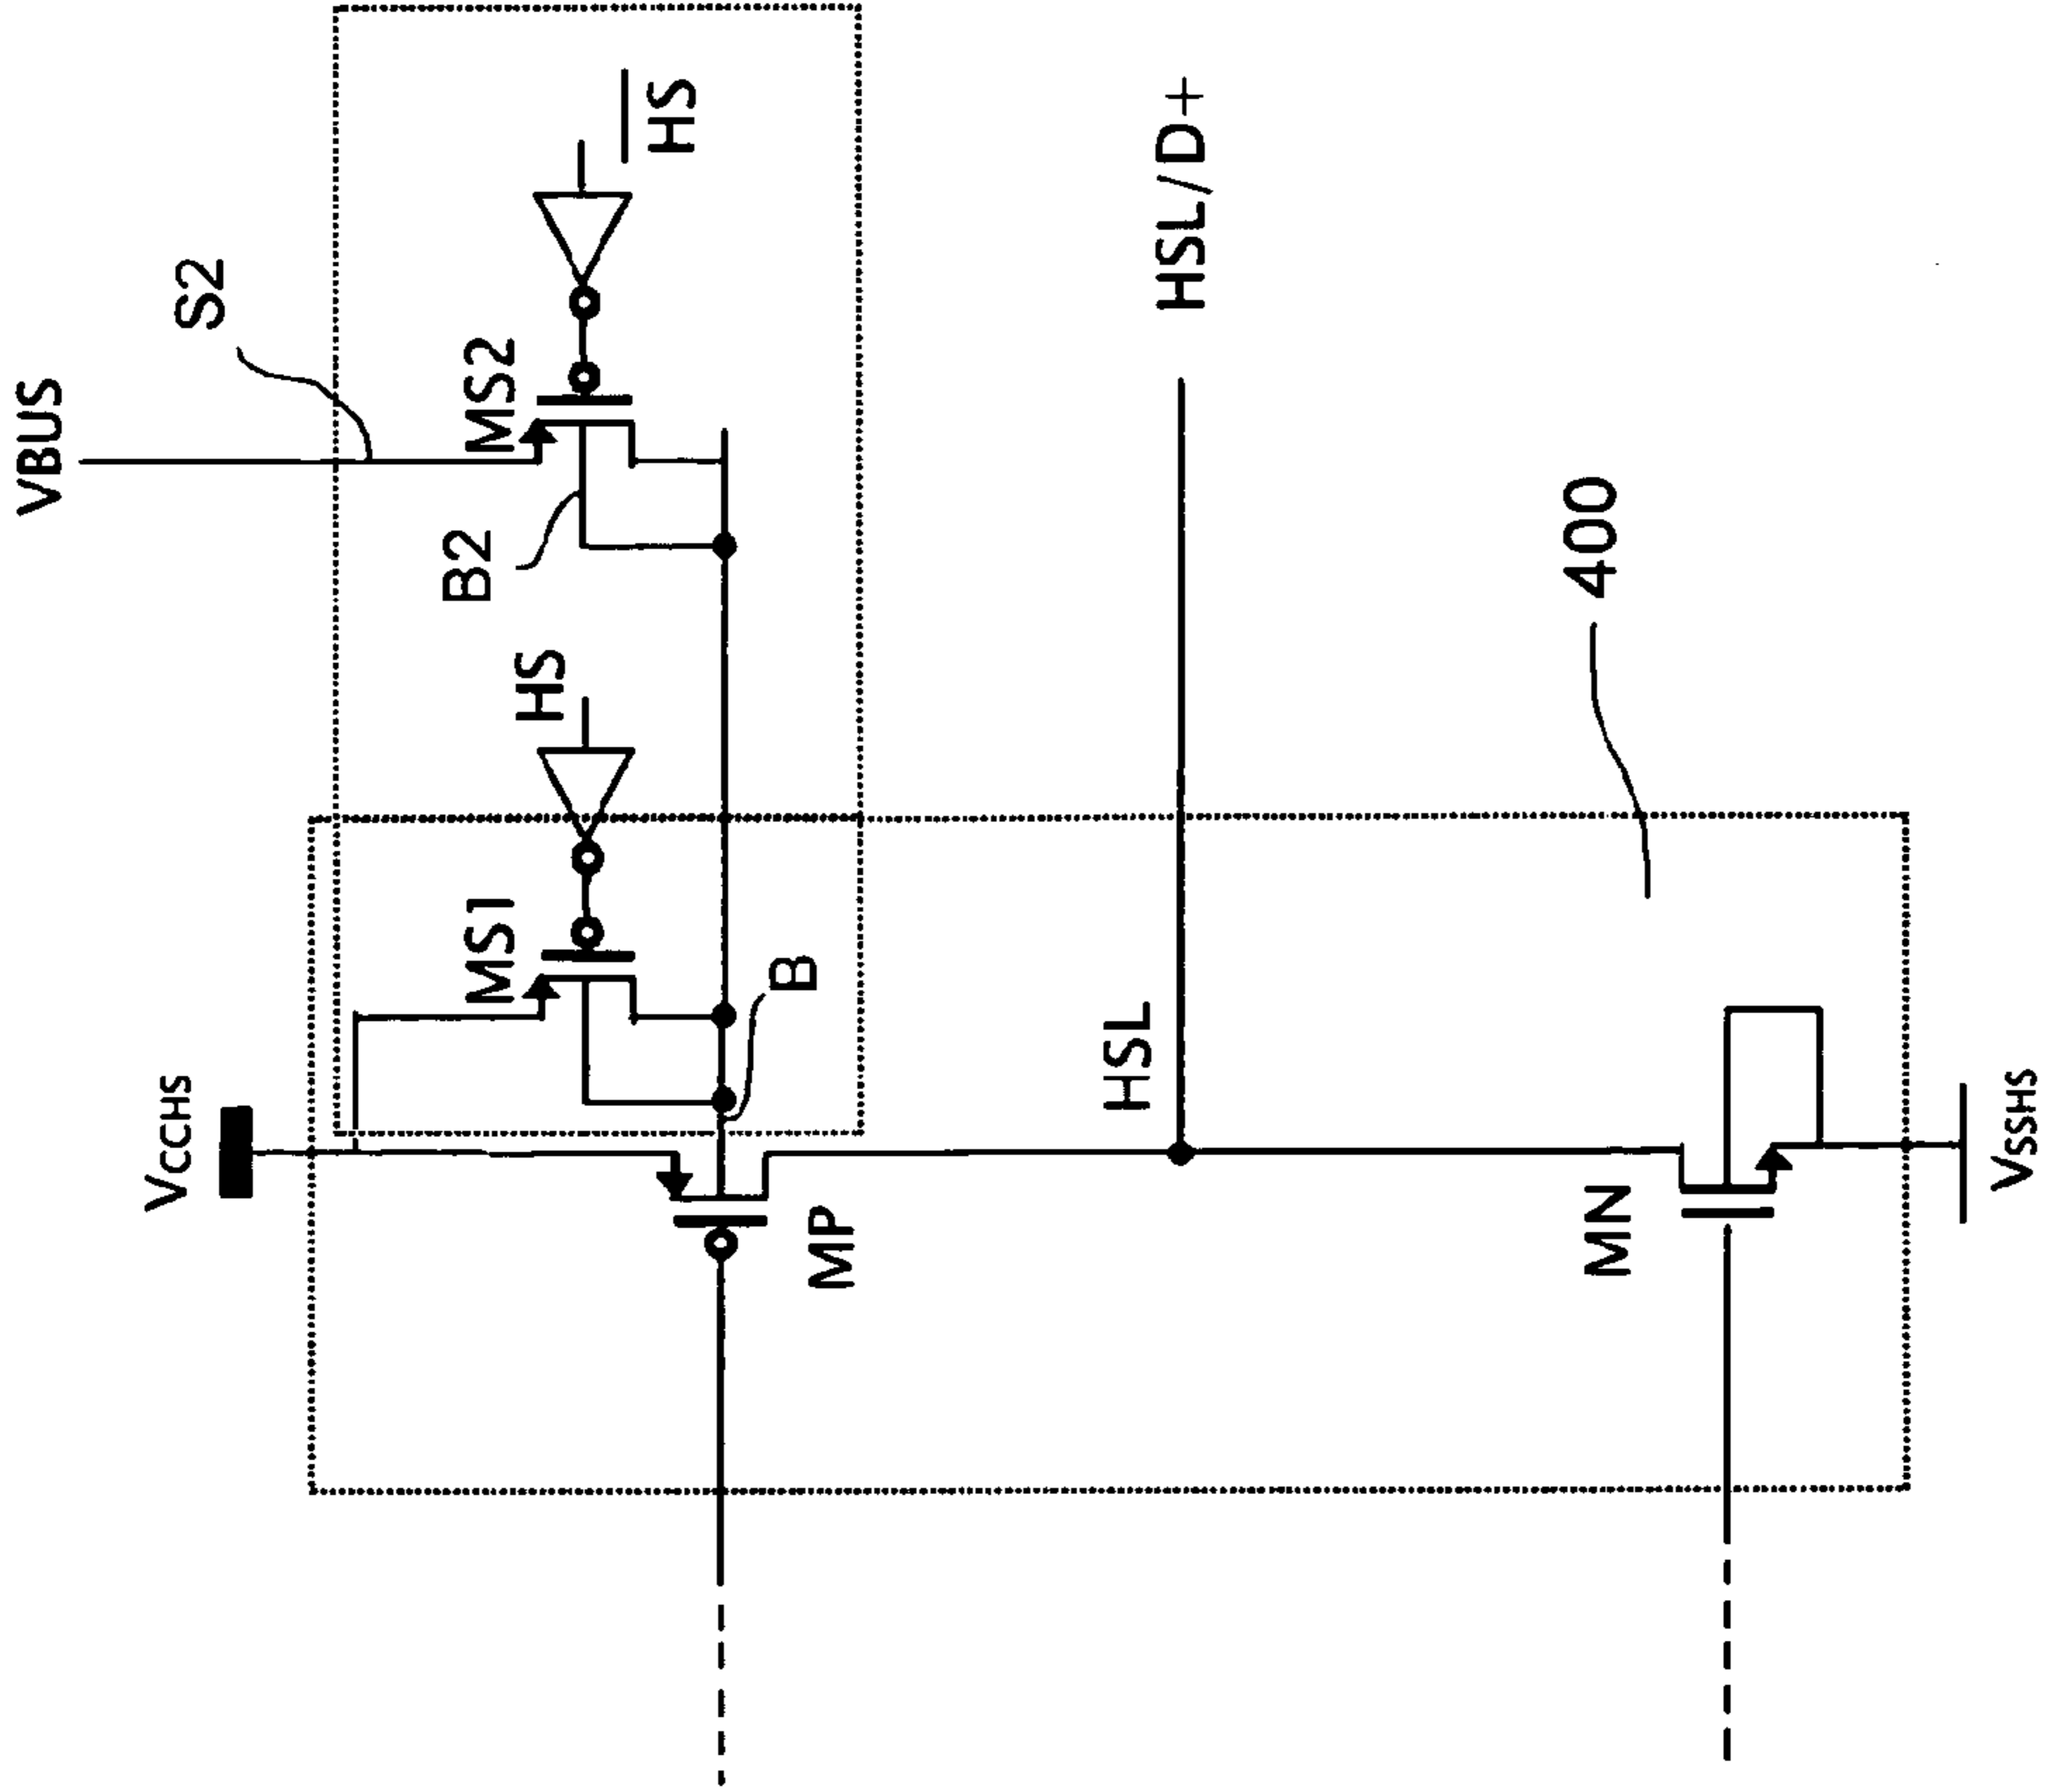 VBUS
S2
HS
MS2
B2
HS
MS1
B
VCCHS
MP
HSL/D+
HSL
400
MN
VSSHS